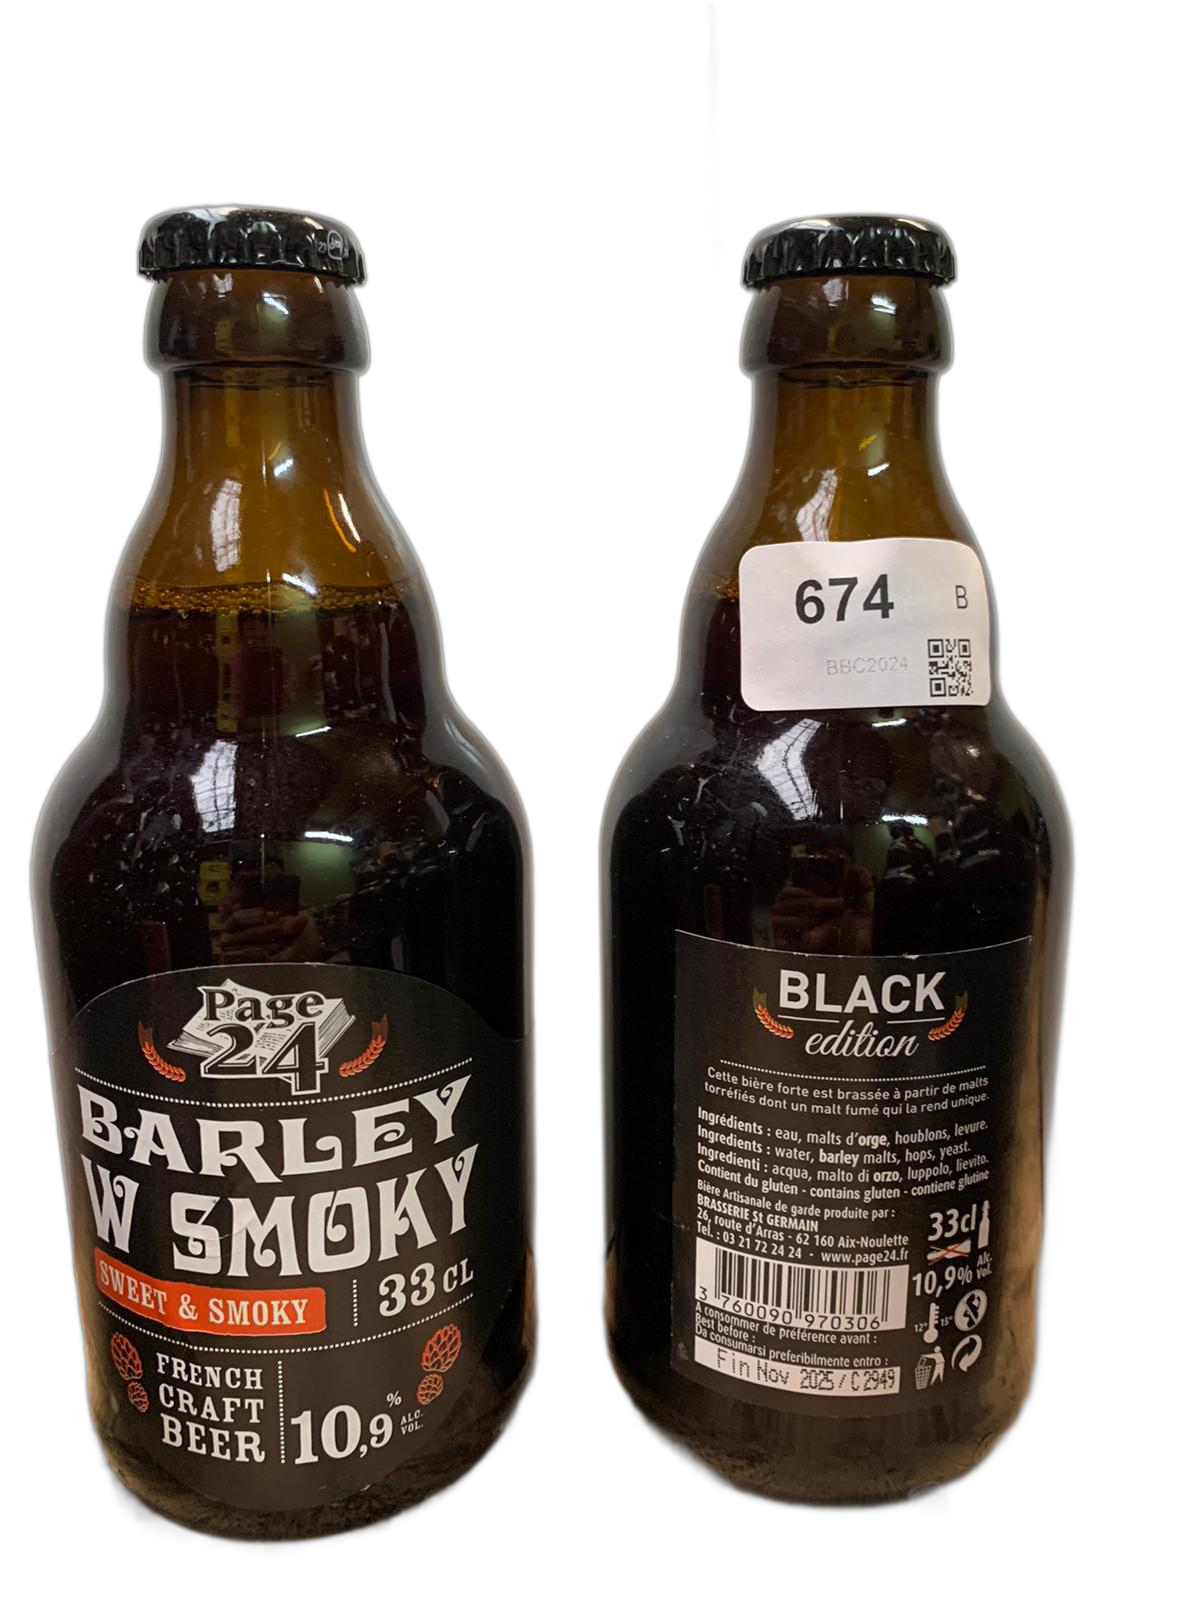 Page
24
BARLEY
W SMOKY
SWEET & SMOKY
33 CL
FRENCH
CRAFT
BEER
10,9 %
ALC.
VOL.
674 B
BBC2024
BLACK
edition
Cette bière forte est brassée à partir de malts
torréfiés dont un malt fumé qui la rend unique.
Ingrédients : eau, malts d'orge, houblons, levure.
Ingredients : water, barley malts, hops, yeast.
Ingredienti : acqua, malto di orzo, luppolo, lievito.
Contient du gluten - contains gluten - contiene glutine
Bière Artisanale de garde produite par :
BRASSERIE St GERMAIN
26, route d'Arras - 62 160 Aix-Noulette
Tel. : 03 21 72 24 24 - www.page24.fr
33cl
10,9% Alc. vol.
3 760090 970306
12° 15°
A consommer de préférence avant :
Best before :
Da consumarsi preferibilmente entro :
Fin Nov 2025 / C2949